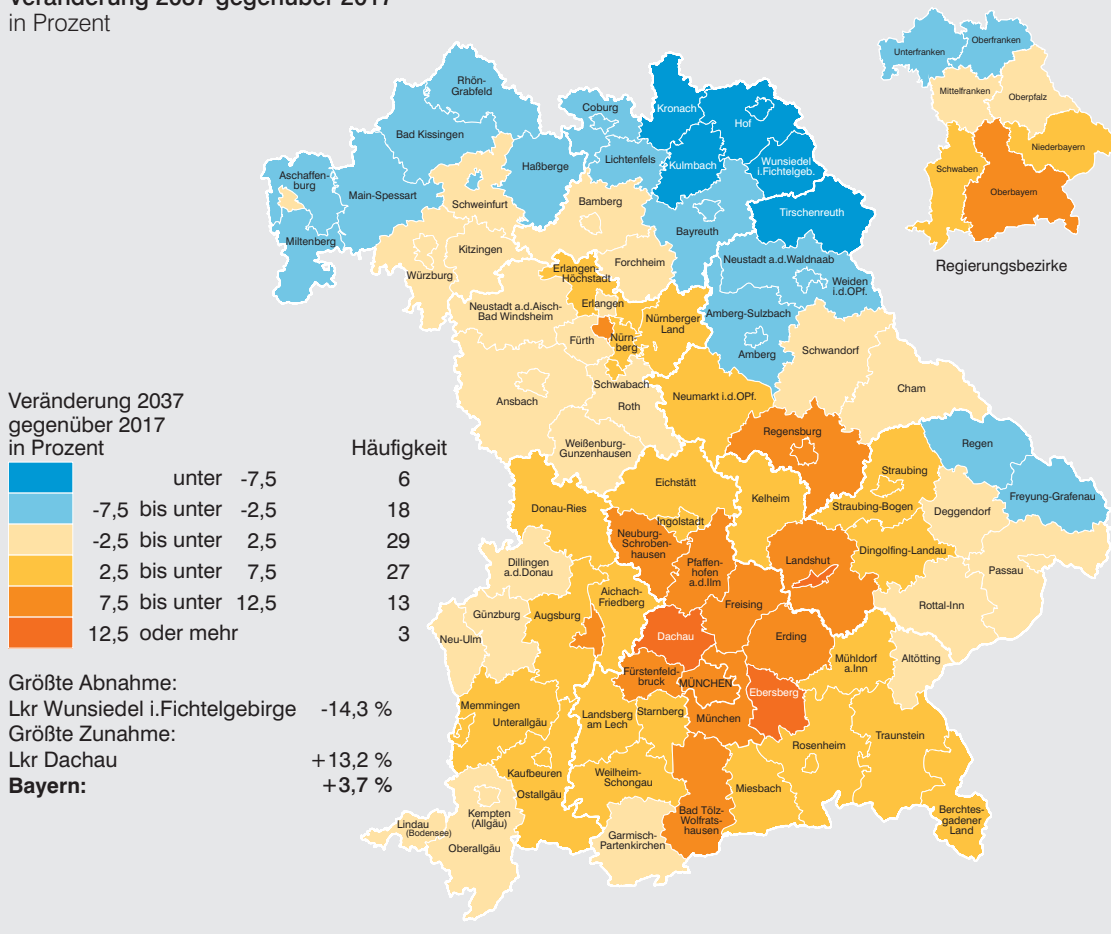 Veränderung 2037 gegenüber 2017
in Prozent
Unterfranken
Oberfranken
Mittelfranken
Oberpfalz
Niederbayern
Schwaben
Oberbayern
Regierungsbezirke
Rhön-
Grabfeld
Coburg
Kronach
Hof
Bad Kissingen
Lichtenfels
Kulmbach
Wunsiedel
i.Fichtelgeb.
Haßberge
Aschaffen-
burg
Main-Spessart
Schweinfurt
Bamberg
Tirschenreuth
Bayreuth
Miltenberg
Kitzingen
Würzburg
Forchheim
Neustadt a.d.Waldnaab
Erlangen-
Höchstadt
Weiden
i.d.OPf.
Erlangen
Neustadt a.d.Aisch-
Bad Windsheim
Nürnberger
Land
Amberg-Sulzbach
Fürth
Nürn-
berg
Amberg
Schwandorf
Schwabach
Roth
Ansbach
Neumarkt i.d.OPf.
Cham
Weißenburg-
Gunzenhausen
Regensburg
Regen
Veränderung 2037
gegenüber 2017
in Prozent
Häufigkeit
unter -7,5 6
-7,5 bis unter -2,5 18
-2,5 bis unter 2,5 29
2,5 bis unter 7,5 27
7,5 bis unter 12,5 13
12,5 oder mehr 3
Größte Abnahme:
Lkr Wunsiedel i.Fichtelgebirge -14,3 %
Größte Zunahme:
Lkr Dachau +13,2 %
Bayern: +3,7 %
Eichstätt
Straubing
Kelheim
Freyung-Grafenau
Donau-Ries
Straubing-Bogen
Deggendorf
Ingolstadt
Neuburg-
Schroben-
hausen
Pfaffen-
hofen
a.d.Ilm
Landshut
Dingolfing-Landau
Dillingen
a.d.Donau
Passau
Aichach-
Friedberg
Freising
Rottal-Inn
Günzburg
Augsburg
Neu-Ulm
Dachau
Erding
Mühldorf
a.Inn
Altötting
Fürstenfeld-
bruck
MÜNCHEN
Ebersberg
Memmingen
Unterallgäu
Landsberg
am Lech
Starnberg
München
Traunstein
Rosenheim
Kaufbeuren
Ostallgäu
Weilheim-
Schongau
Miesbach
Bad Tölz-
Wolfrats-
hausen
Berchtes-
gadener
Land
Kempten
(Allgäu)
Lindau
(Bodensee)
Oberallgäu
Garmisch-
Partenkirchen